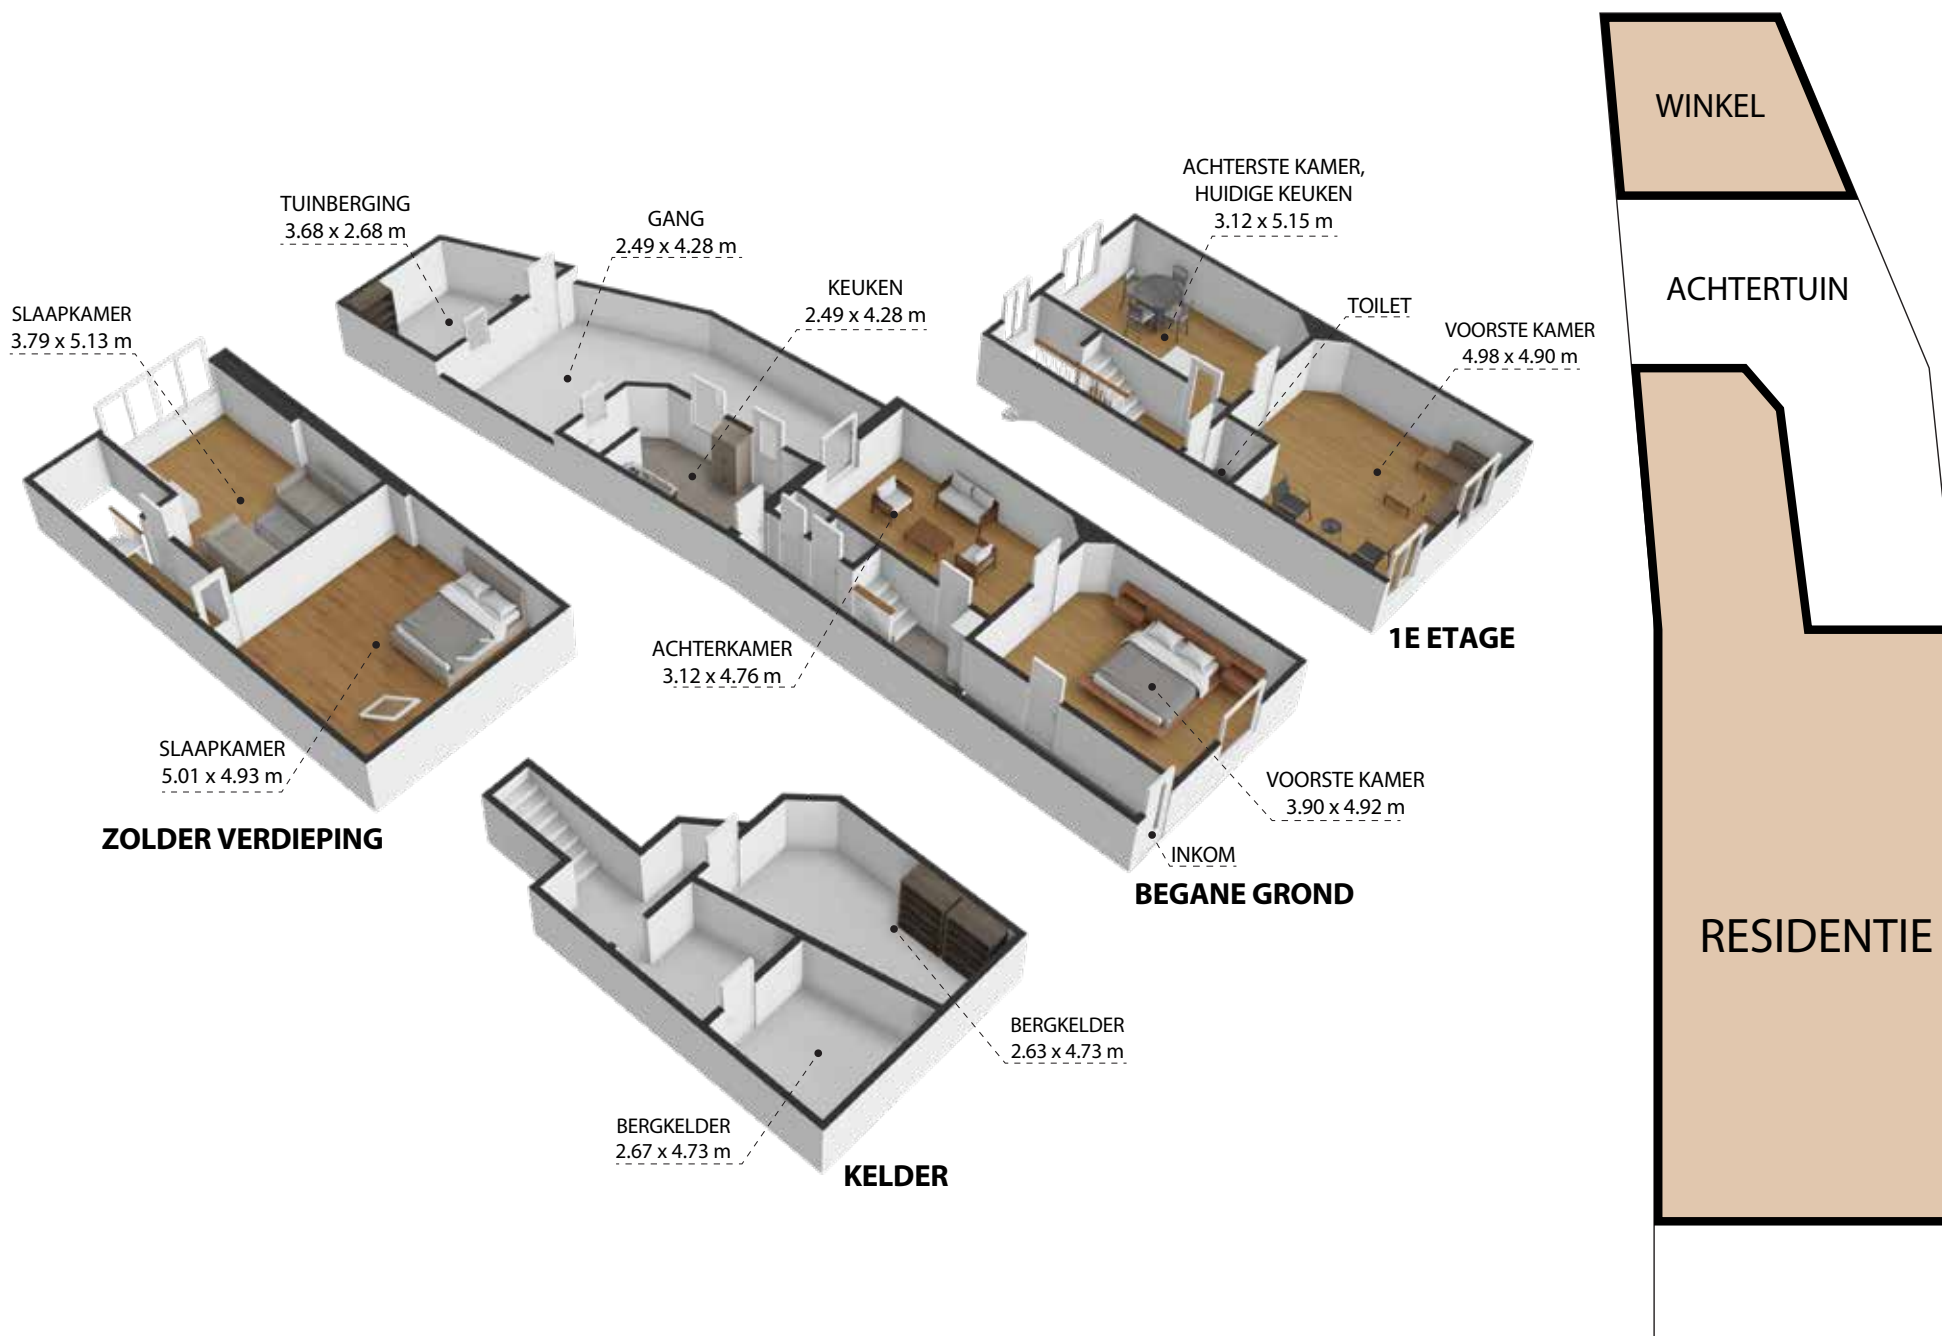 SLAAPKAMER
3.79 x 5.13 m
SLAAPKAMER
5.01 x 4.93 m
ZOLDER VERDIEPING
TUINBERGING
3.68 x 2.68 m
GANG
2.49 x 4.28 m
KEUKEN
2.49 x 4.28 m
ACHTERKAMER
3.12 x 4.76 m
VOORSTE KAMER
3.90 x 4.92 m
INKOM
BEGANE GROND
ACHTERSTE KAMER,
HUIDIGE KEUKEN
3.12 x 5.15 m
TOILET
VOORSTE KAMER
4.98 x 4.90 m
1E ETAGE
BERGKELDER
2.63 x 4.73 m
BERGKELDER
2.67 x 4.73 m
KELDER
WINKEL
ACHTERTUIN
RESIDENTIE